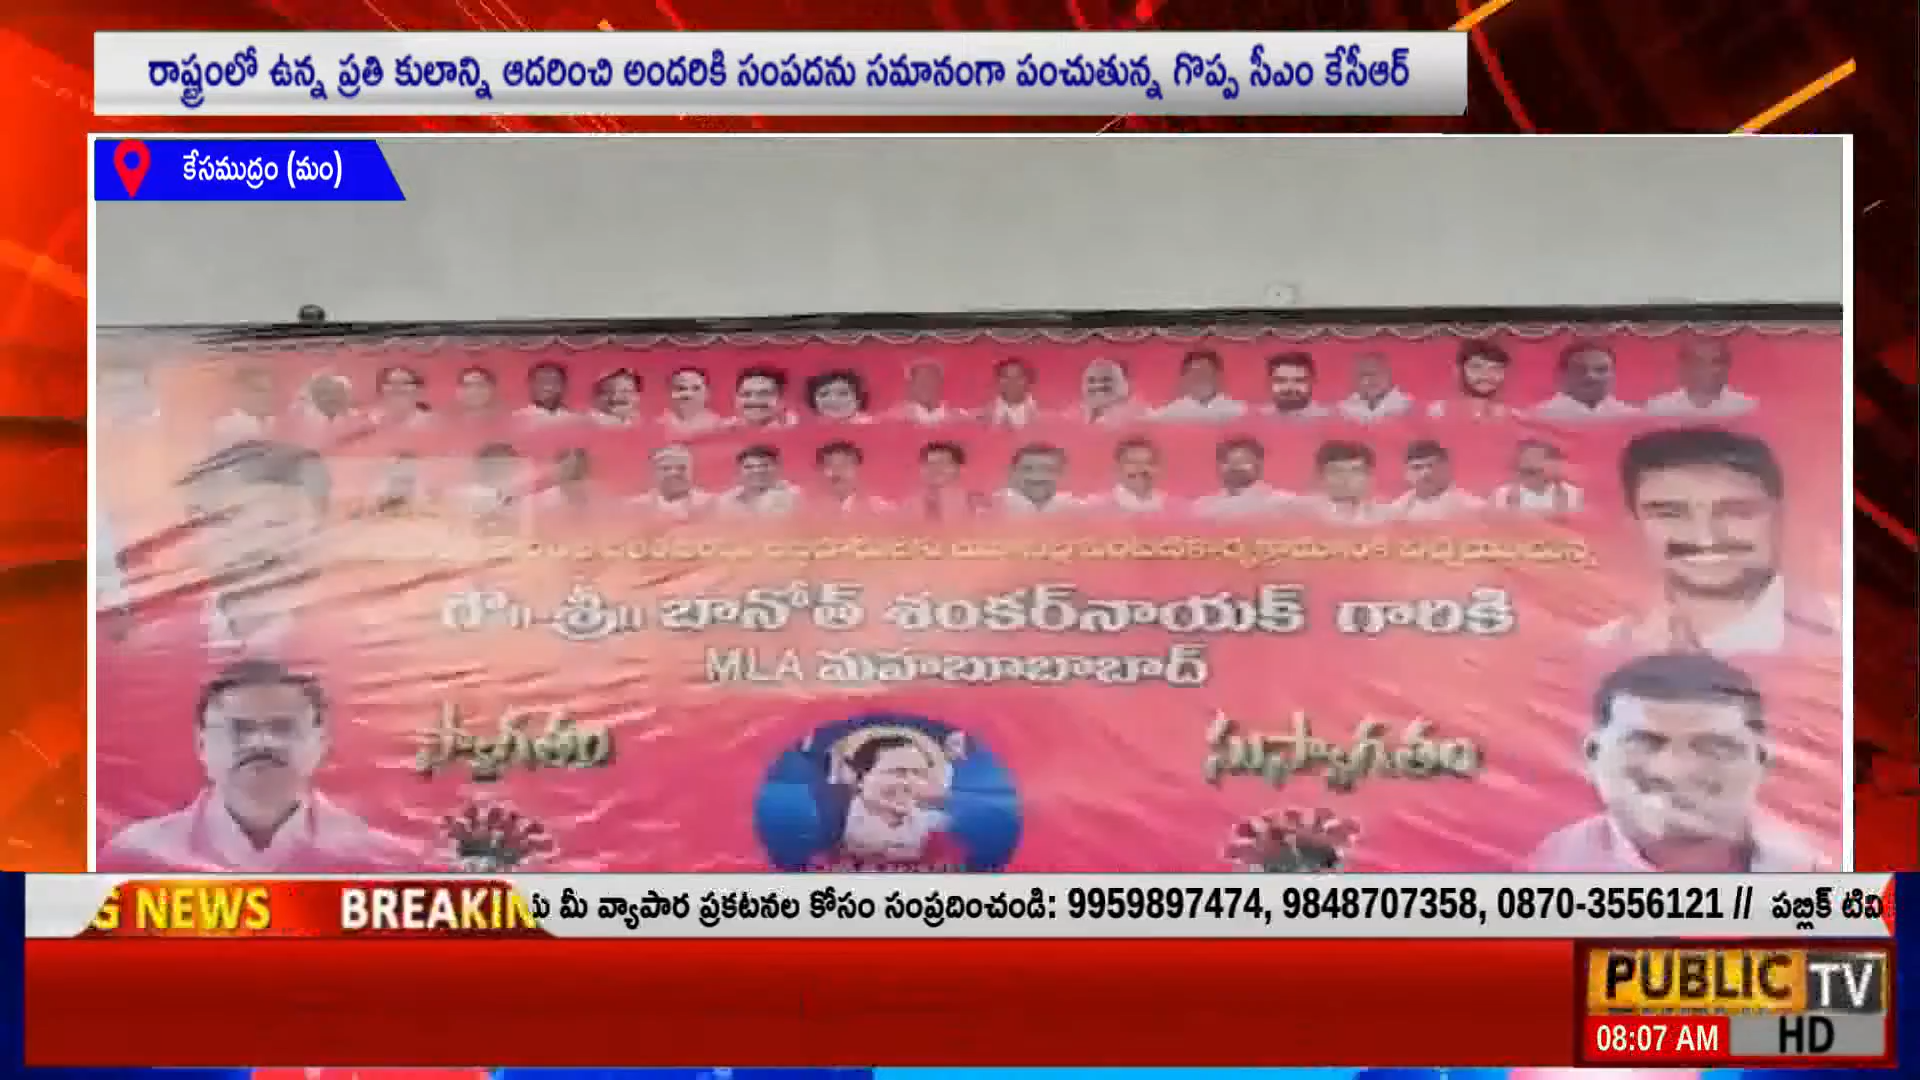 రాష్ట్రంలో ఉన్న ప్రతి కులాన్ని ఆదరించి అందరికి సంపదను సమానంగా పంచుతున్న గొప్ప సీఎం కేసీఆర్
కేసముద్రం (మం)
గౌ॥ శ్రీ॥ బానోత్ శంకర్‌నాయక్ గారికి
MLA మహబూబాబాద్
స్వాగతం
సుస్వాగతం
G NEWS BREAKIN మీ వ్యాపార ప్రకటనల కోసం సంప్రదించండి: 9959897474, 9848707358, 0870-3556121 // పబ్లిక్ టివి
PUBLIC TV
08:07 AM HD